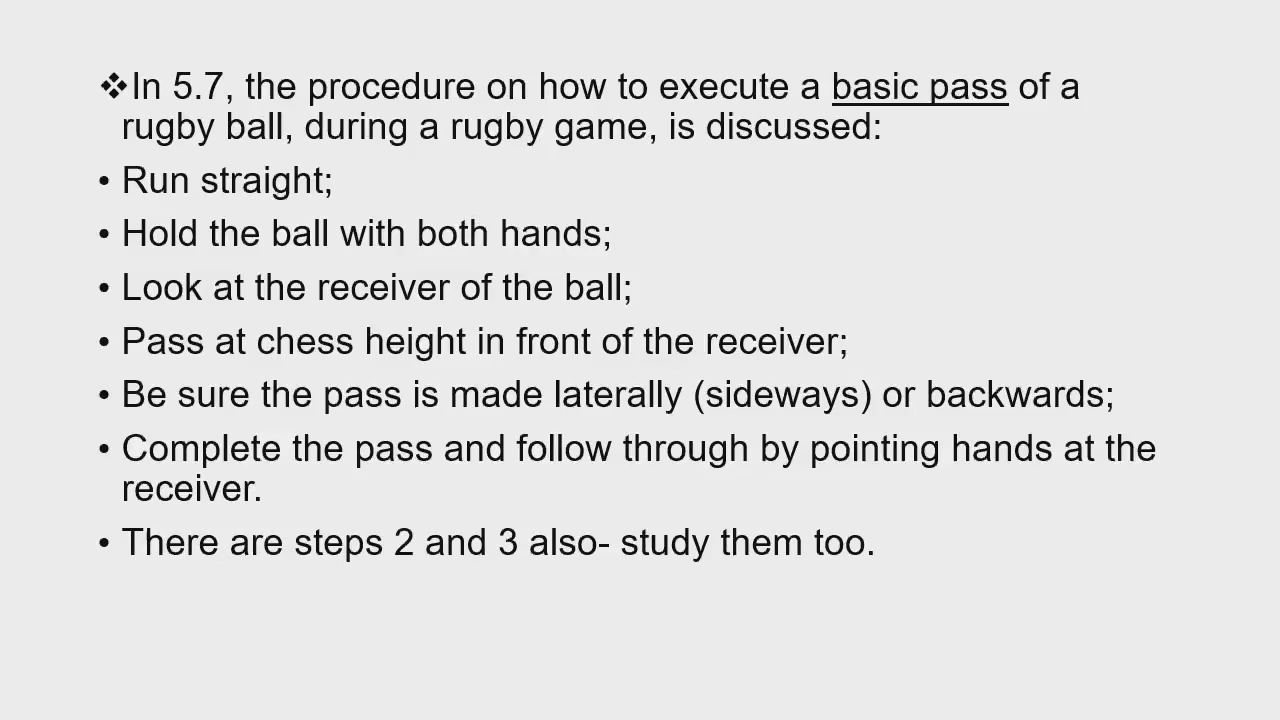 ❖In 5.7, the procedure on how to execute a basic pass of a
rugby ball, during a rugby game, is discussed:
• Run straight;
• Hold the ball with both hands;
• Look at the receiver of the ball;
• Pass at chess height in front of the receiver;
• Be sure the pass is made laterally (sideways) or backwards;
• Complete the pass and follow through by pointing hands at the
receiver.
• There are steps 2 and 3 also- study them too.